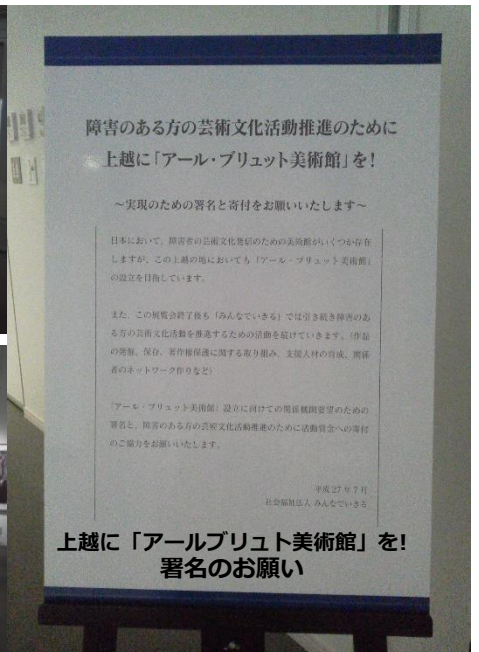 障害のある方の芸術文化活動推進のために
上越に「アール・ブリュット美術館」を!
～実現のための署名と寄付をお願いいたします～
日本において、障害者の芸術文化発信のための美術館がいくつか存在
しますが、この上越の地においても「アール・ブリュット美術館」
の設立を目指しています。
また、この展覧会終了後も「みんなでいきる」では引き続き障害のあ
る方の芸術文化活動を推進するための活動を続けていきます。(作品
の発掘、保存、著作権保護に関する取り組み、支援人材の育成、関係
者のネットワーク作りなど)
「アール・ブリュット美術館」設立に向けての関係機関要望のための
署名と、障害のある方の芸術文化活動推進のために活動資金への寄付
のご協力をお願いいたします。
平成27年7月
社会福祉法人 みんなでいきる
上越に「アールブリュト美術館」を!
署名のお願い